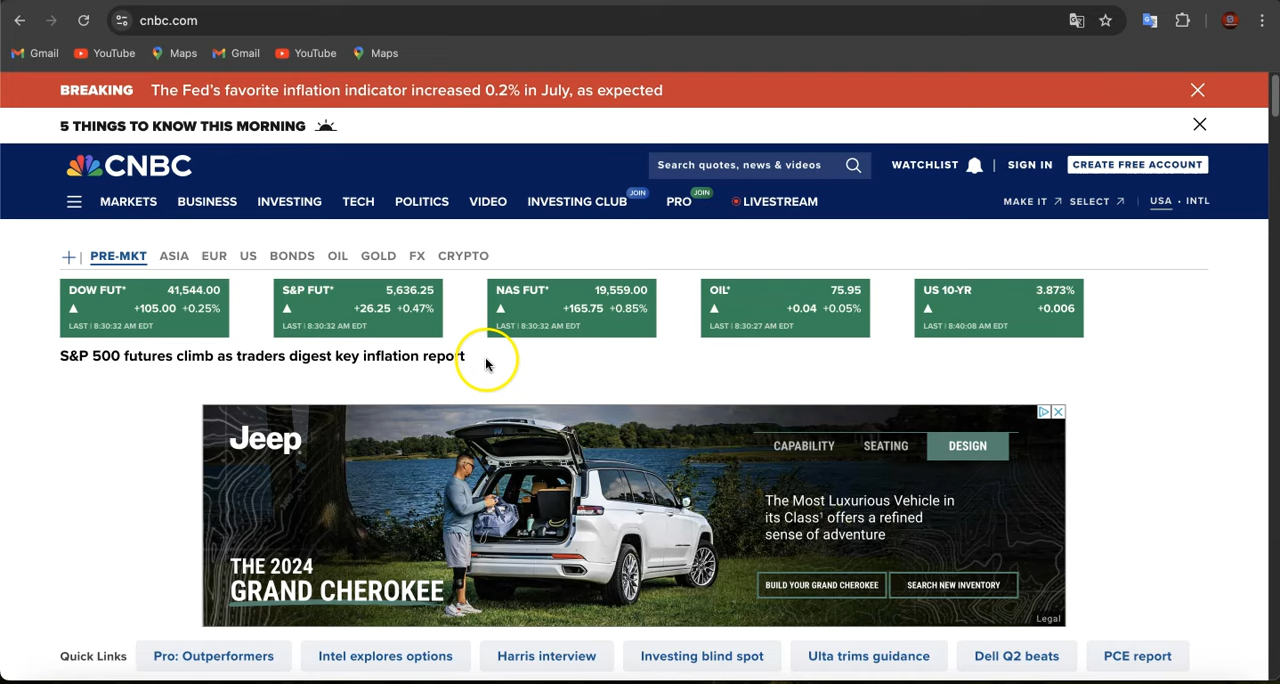 cnbc.com
Gmail YouTube Maps Gmail YouTube Maps
BREAKING The Fed's favorite inflation indicator increased 0.2% in July, as expected
5 THINGS TO KNOW THIS MORNING
CNBC
Search quotes, news & videos
WATCHLIST | SIGN IN CREATE FREE ACCOUNT
MARKETS BUSINESS INVESTING TECH POLITICS VIDEO INVESTING CLUB JOIN PRO JOIN LIVESTREAM
MAKE IT SELECT USA · INTL
PRE-MKT ASIA EUR US BONDS OIL GOLD FX CRYPTO
DOW FUT* 41,544.00
+105.00 +0.25%
LAST | 8:30:32 AM EDT
S&P FUT* 5,636.25
+26.25 +0.47%
LAST | 8:30:32 AM EDT
NAS FUT* 19,559.00
+165.75 +0.85%
LAST | 8:30:32 AM EDT
OIL* 75.95
+0.04 +0.05%
LAST | 8:30:27 AM EDT
US 10-YR 3.873%
+0.006
LAST | 8:40:08 AM EDT
S&P 500 futures climb as traders digest key inflation report
Jeep
THE 2024
GRAND CHEROKEE
CAPABILITY SEATING DESIGN
The Most Luxurious Vehicle in
its Class¹ offers a refined
sense of adventure
BUILD YOUR GRAND CHEROKEE SEARCH NEW INVENTORY
Legal
Quick Links Pro: Outperformers Intel explores options Harris interview Investing blind spot Ulta trims guidance Dell Q2 beats PCE report